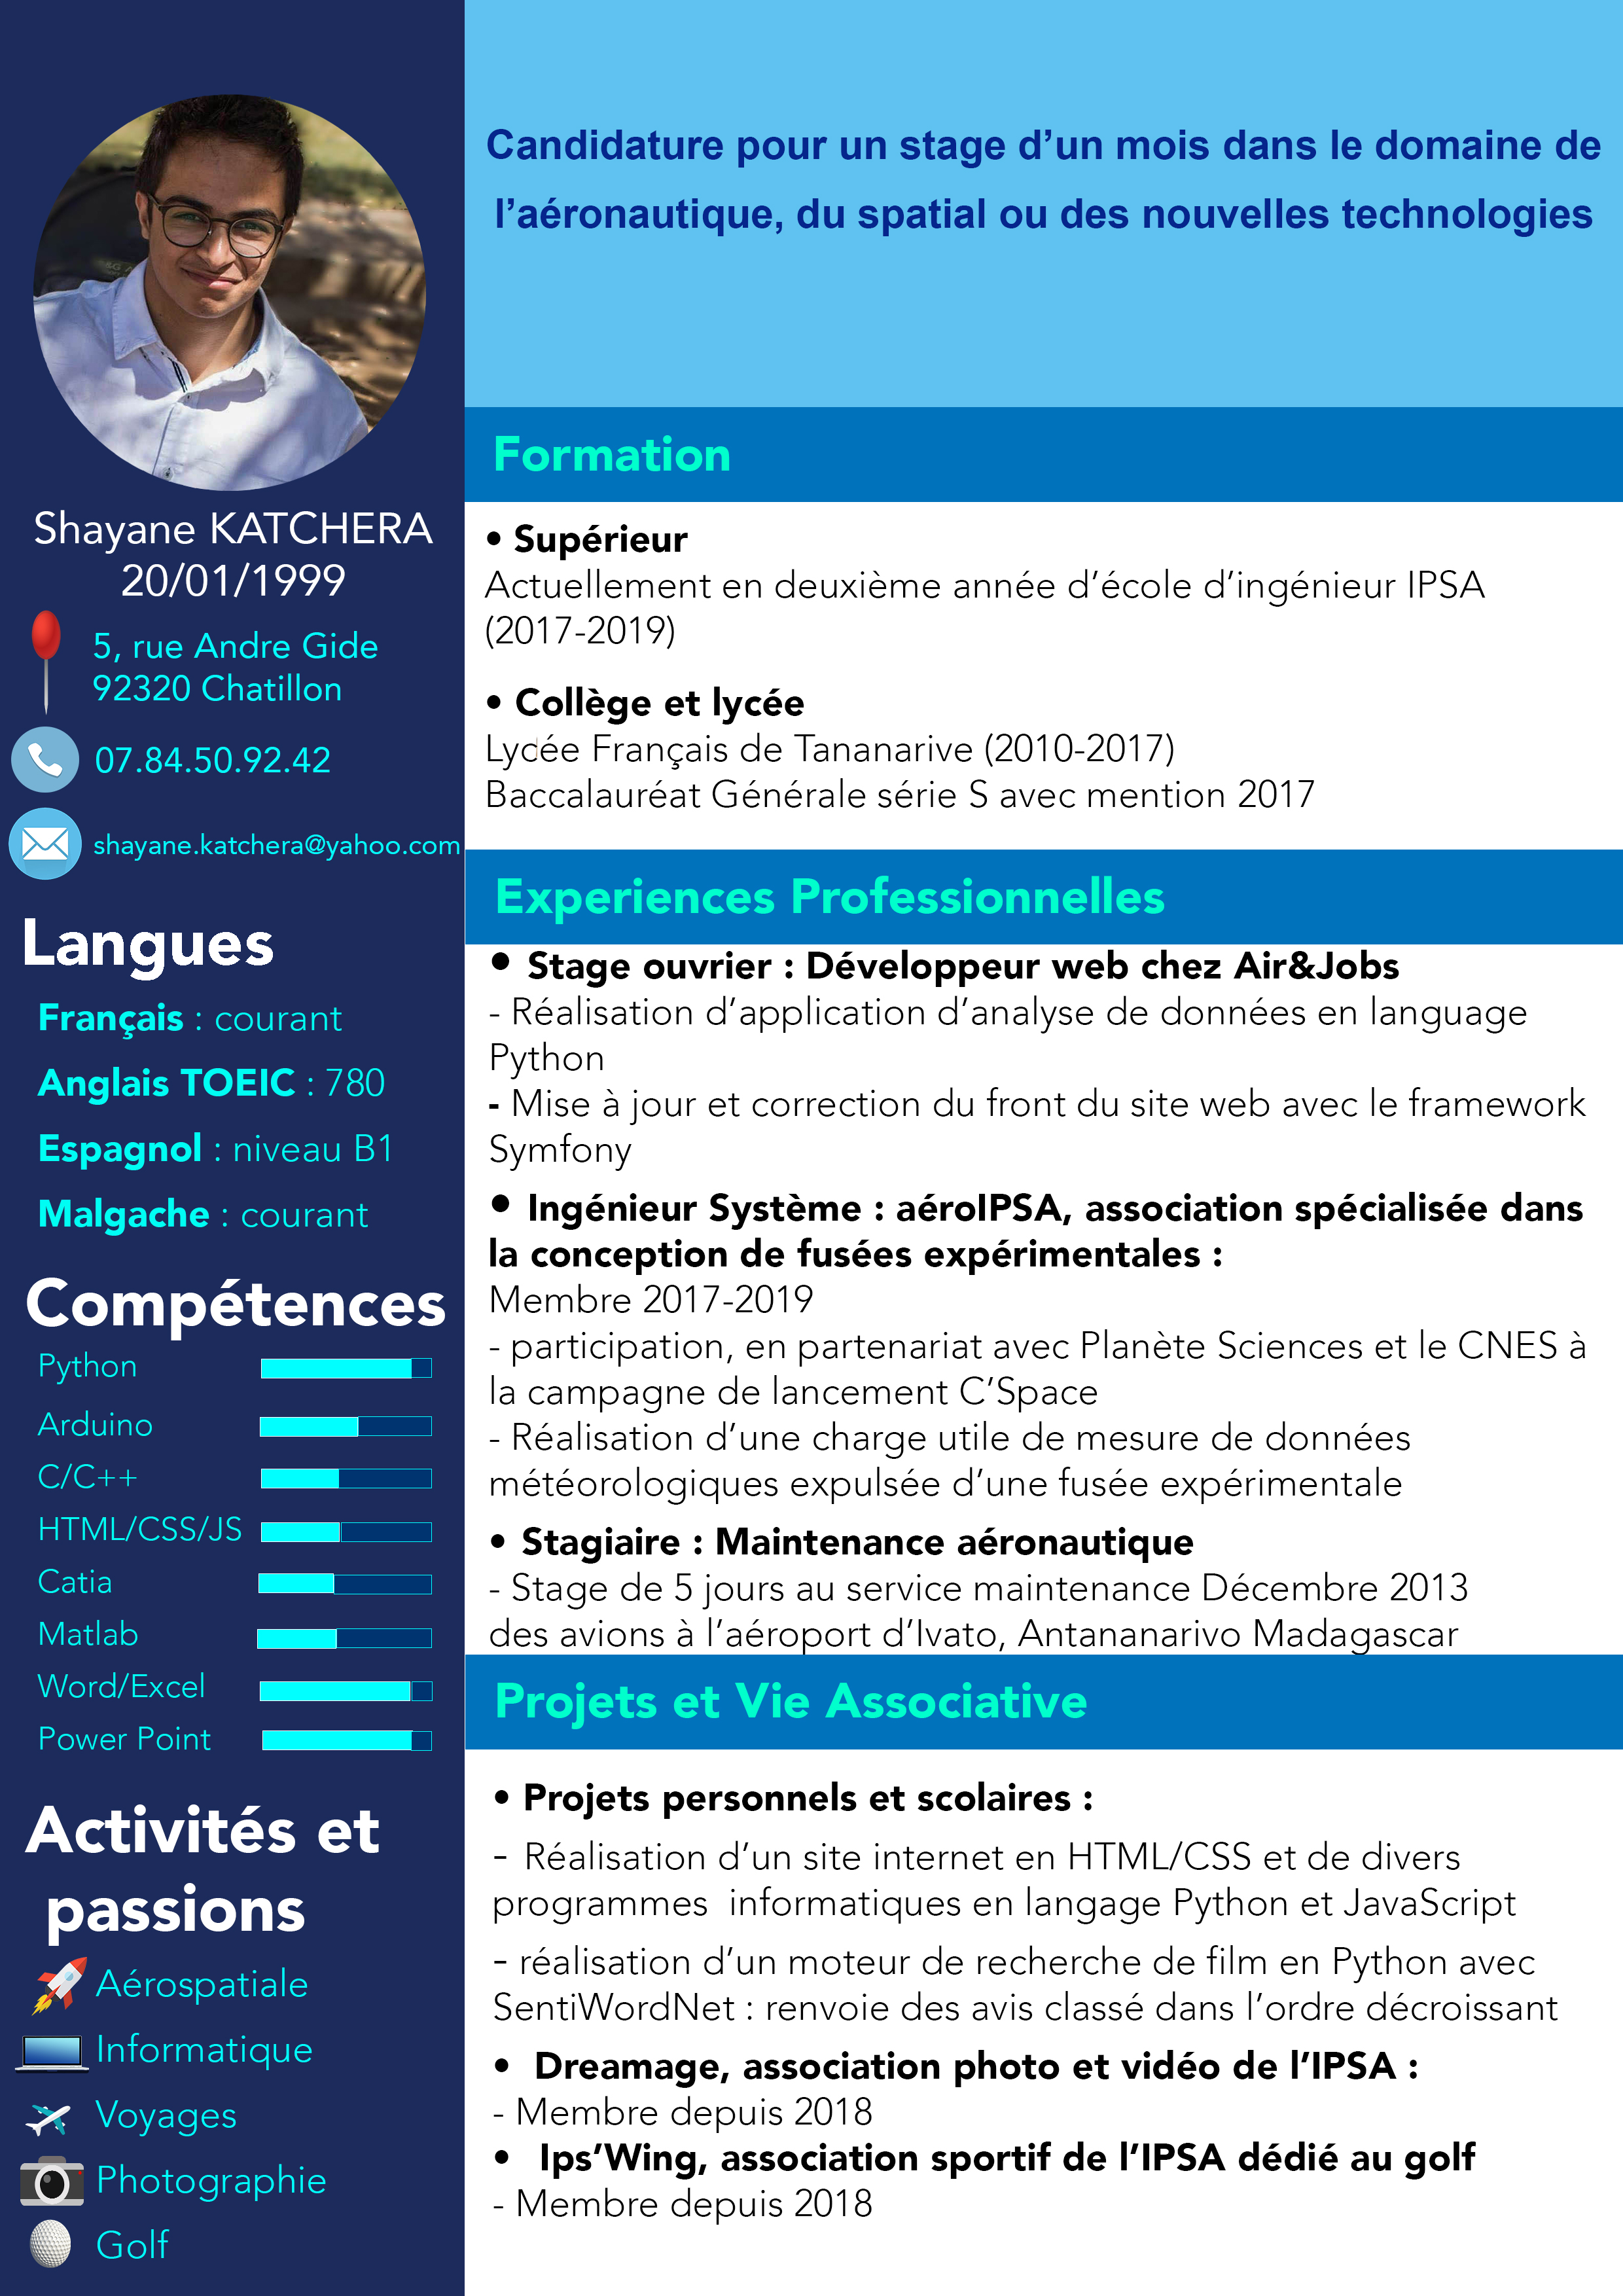 Candidature pour un stage d’un mois dans le domaine de
l’aéronautique, du spatial ou des nouvelles technologies
Shayane KATCHERA
20/01/1999
5, rue Andre Gide
92320 Chatillon
07.84.50.92.42
shayane.katchera@yahoo.com
Langues
Français : courant
Anglais TOEIC : 780
Espagnol : niveau B1
Malgache : courant
Compétences
Python
Arduino
C/C++
HTML/CSS/JS
Catia
Matlab
Word/Excel
Power Point
Activités et
passions
Aérospatiale
Informatique
Voyages
Photographie
Golf
Formation
• Supérieur
Actuellement en deuxième année d’école d’ingénieur IPSA
(2017-2019)
• Collège et lycée
Lycée Français de Tananarive (2010-2017)
Baccalauréat Générale série S avec mention 2017
Experiences Professionnelles
• Stage ouvrier : Développeur web chez Air&Jobs
- Réalisation d’application d’analyse de données en language
Python
- Mise à jour et correction du front du site web avec le framework
Symfony
• Ingénieur Système : aéroIPSA, association spécialisée dans
la conception de fusées expérimentales :
Membre 2017-2019
- participation, en partenariat avec Planète Sciences et le CNES à
la campagne de lancement C’Space
- Réalisation d’une charge utile de mesure de données
météorologiques expulsée d’une fusée expérimentale
• Stagiaire : Maintenance aéronautique
- Stage de 5 jours au service maintenance Décembre 2013
des avions à l’aéroport d’Ivato, Antananarivo Madagascar
Projets et Vie Associative
• Projets personnels et scolaires :
- Réalisation d’un site internet en HTML/CSS et de divers
programmes  informatiques en langage Python et JavaScript
- réalisation d’un moteur de recherche de film en Python avec
SentiWordNet : renvoie des avis classé dans l’ordre décroissant
• Dreamage, association photo et vidéo de l’IPSA :
- Membre depuis 2018
• Ips’Wing, association sportif de l’IPSA dédié au golf
- Membre depuis 2018